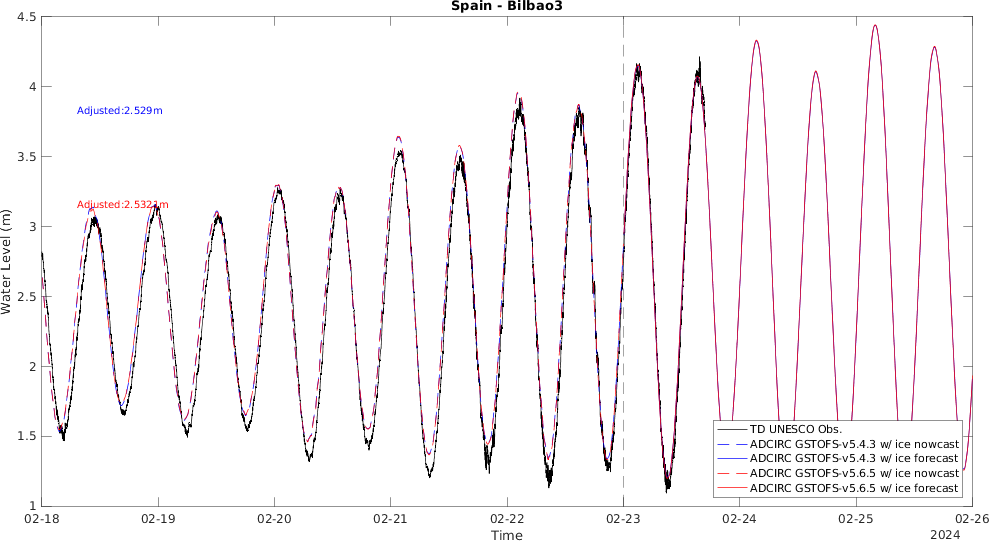 Spain - Bilbao3
4.5
4
3.5
3
2.5
2
1.5
1
Water Level (m)
Adjusted:2.529m
Adjusted:2.5321m
TD UNESCO Obs.
ADCIRC GSTOFS-v5.4.3 w/ ice nowcast
ADCIRC GSTOFS-v5.4.3 w/ ice forecast
ADCIRC GSTOFS-v5.6.5 w/ ice nowcast
ADCIRC GSTOFS-v5.6.5 w/ ice forecast
02-18 02-19 02-20 02-21 02-22 02-23 02-24 02-25 02-26
Time
2024